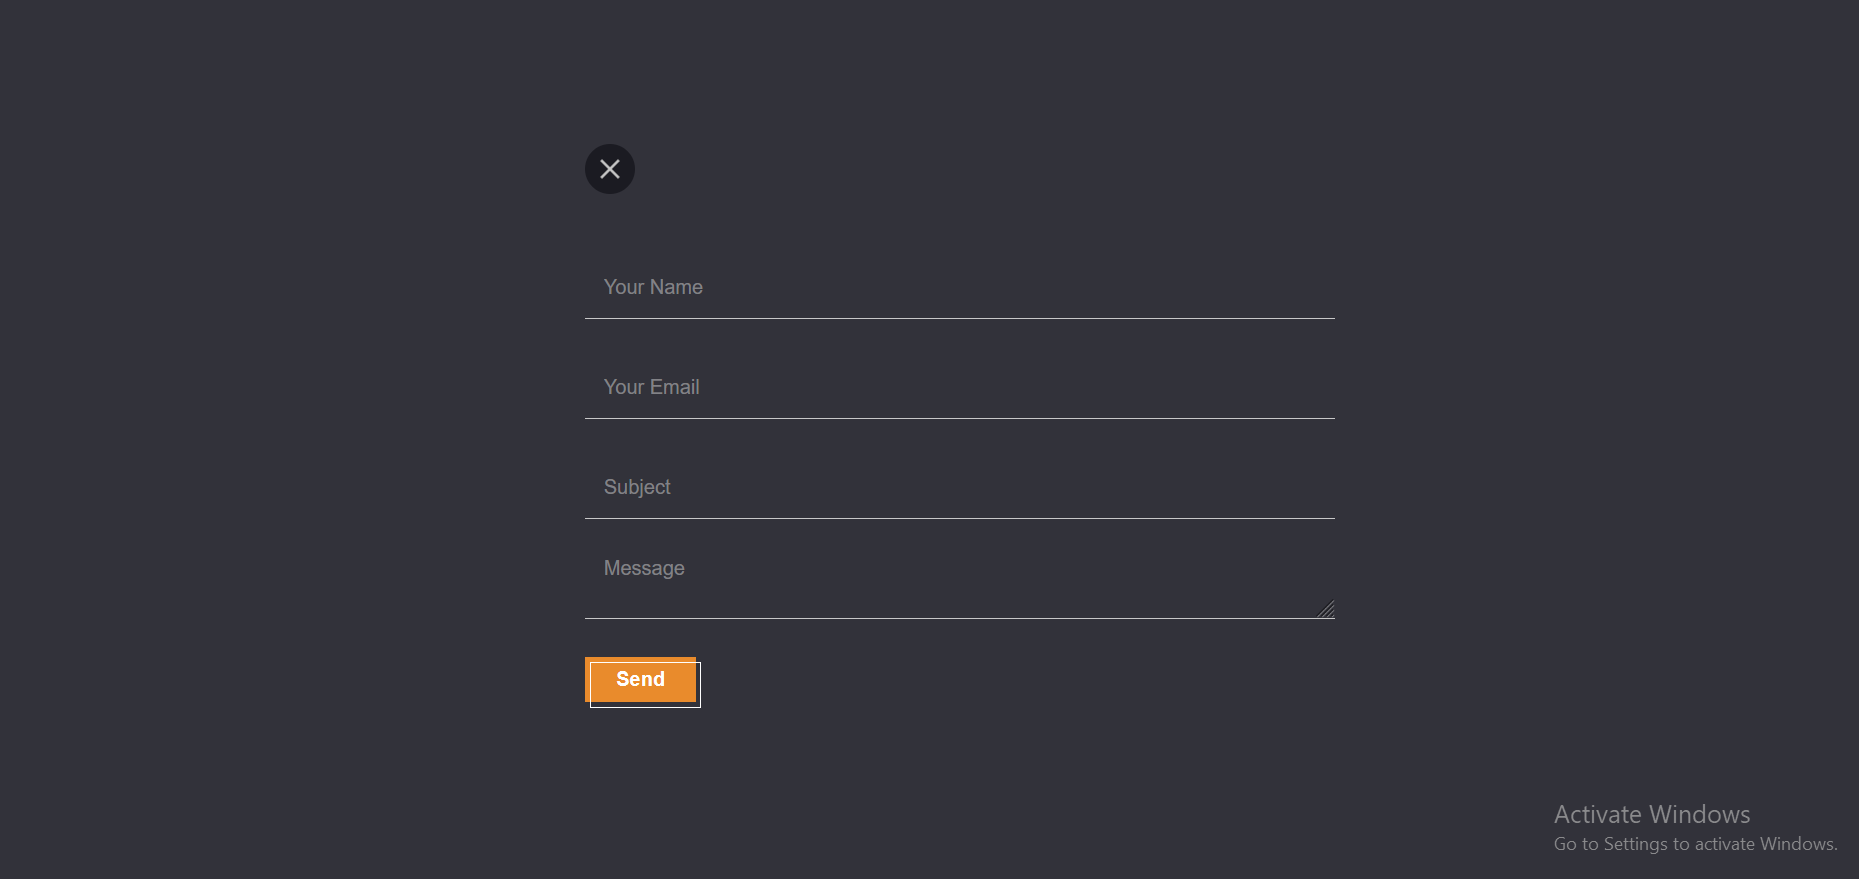 Your Name
Your Email
Subject
Message
Send
Activate Windows
Go to Settings to activate Windows.